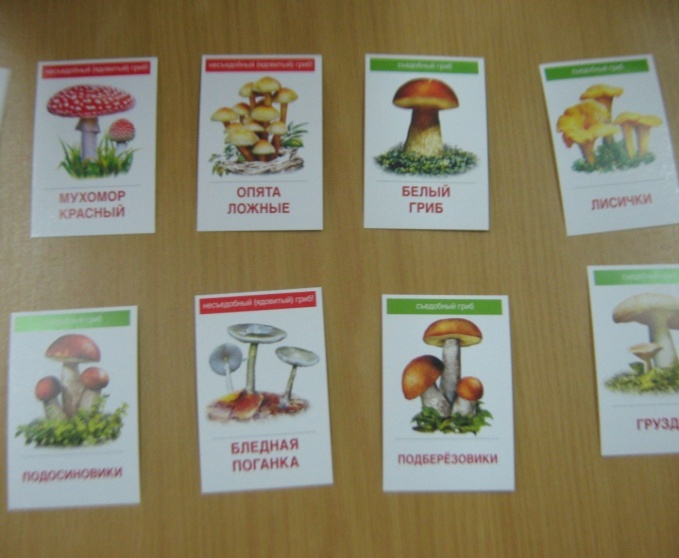 несъедобный (ядовитый) гриб!
МУХОМОР
КРАСНЫЙ
несъедобный (ядовитый) гриб!
ОПЯТА
ЛОЖНЫЕ
съедобный гриб
БЕЛЫЙ
ГРИБ
съедобный гриб
ЛИСИЧКИ
съедобный гриб
ПОДОСИНОВИКИ
несъедобный (ядовитый) гриб!
БЛЕДНАЯ
ПОГАНКА
съедобный гриб
ПОДБЕРЁЗОВИКИ
съедобный
ГРУЗД